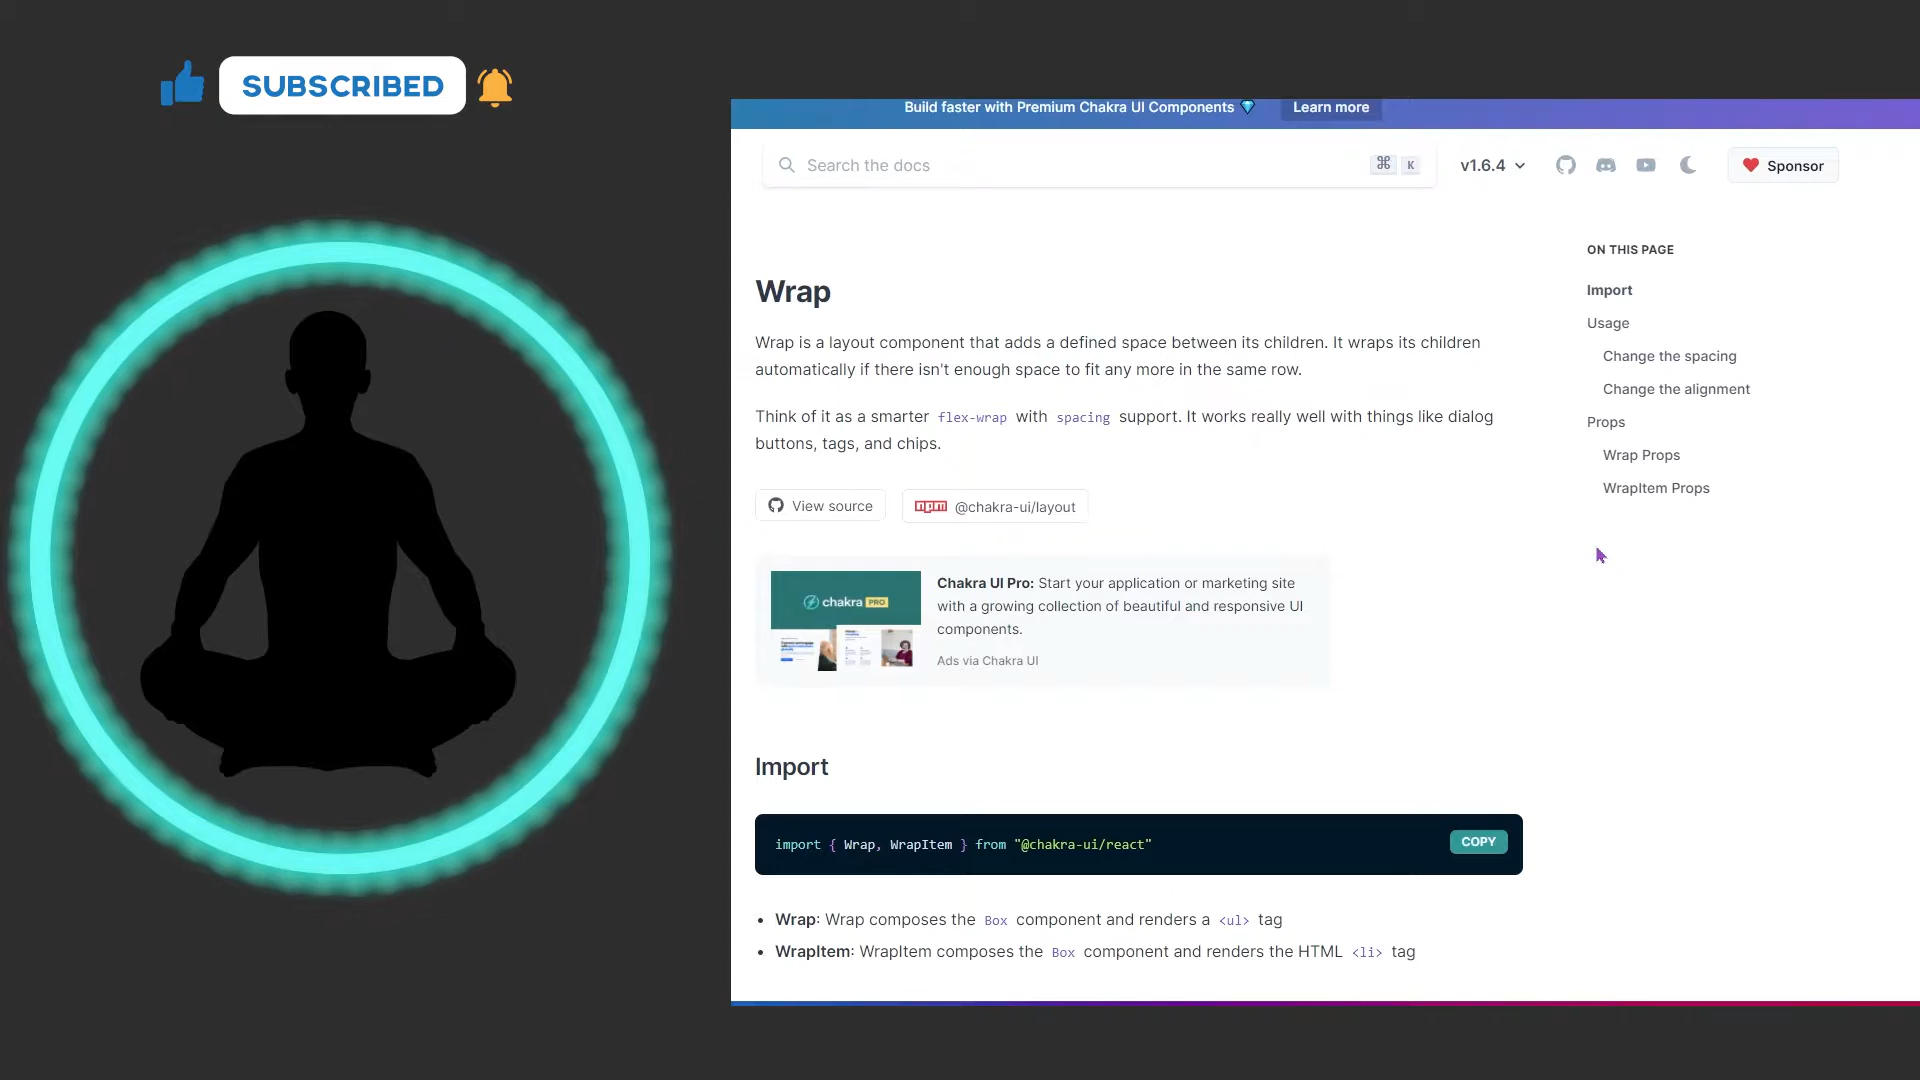 SUBSCRIBED
Build faster with Premium Chakra UI Components
Learn more
Search the docs
⌘ K
v1.6.4
Sponsor
Wrap
Wrap is a layout component that adds a defined space between its children. It wraps its children
automatically if there isn't enough space to fit any more in the same row.
Think of it as a smarter flex-wrap with spacing support. It works really well with things like dialog
buttons, tags, and chips.
View source
npm @chakra-ui/layout
chakra PRO
Chakra UI Pro: Start your application or marketing site
with a growing collection of beautiful and responsive UI
components.
Ads via Chakra UI
Import
import { Wrap, WrapItem } from "@chakra-ui/react"
COPY
• Wrap: Wrap composes the Box component and renders a <ul> tag
• WrapItem: WrapItem composes the Box component and renders the HTML <li> tag
ON THIS PAGE
Import
Usage
Change the spacing
Change the alignment
Props
Wrap Props
WrapItem Props